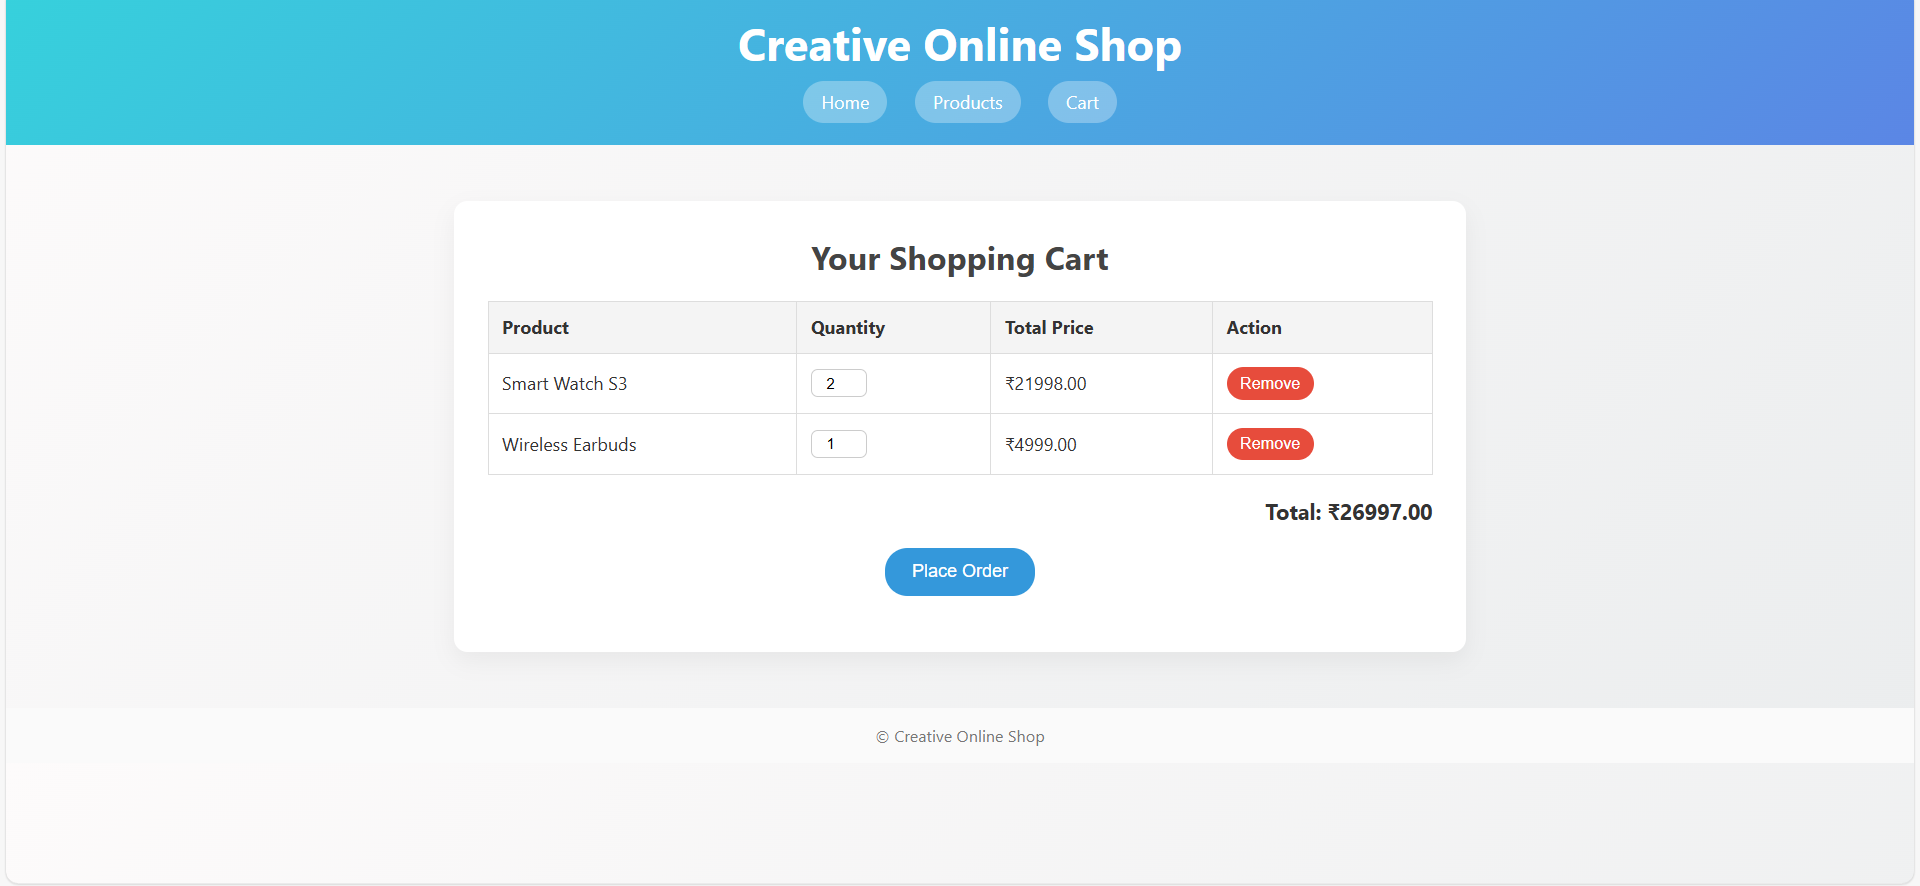 Creative Online Shop
Home Products Cart
Your Shopping Cart
Product Quantity Total Price Action
Smart Watch S3 2 ₹21998.00 Remove
Wireless Earbuds 1 ₹4999.00 Remove
Total: ₹26997.00
Place Order
© Creative Online Shop